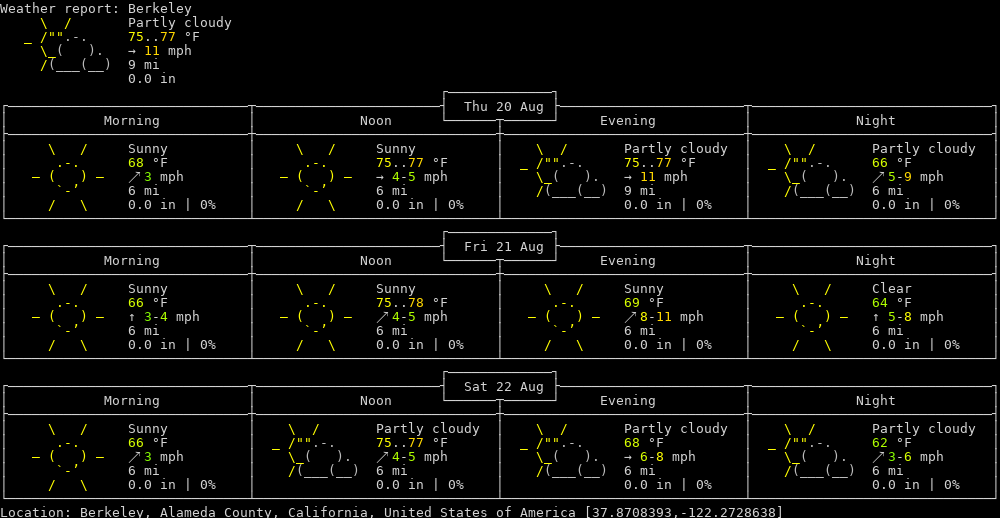 Weather report: Berkeley
Partly cloudy
75..77 °F
→ 11 mph
9 mi
0.0 in
Thu 20 Aug
Morning Noon Evening Night
Sunny Sunny Partly cloudy Partly cloudy
68 °F 75..77 °F 75..77 °F 66 °F
↗ 3 mph → 4-5 mph → 11 mph ↗ 5-9 mph
6 mi 6 mi 9 mi 6 mi
0.0 in | 0% 0.0 in | 0% 0.0 in | 0% 0.0 in | 0%
Fri 21 Aug
Morning Noon Evening Night
Sunny Sunny Sunny Clear
66 °F 75..78 °F 69 °F 64 °F
↑ 3-4 mph ↗ 4-5 mph ↗ 8-11 mph ↑ 5-8 mph
6 mi 6 mi 6 mi 6 mi
0.0 in | 0% 0.0 in | 0% 0.0 in | 0% 0.0 in | 0%
Sat 22 Aug
Morning Noon Evening Night
Sunny Partly cloudy Partly cloudy Partly cloudy
66 °F 75..77 °F 68 °F 62 °F
↗ 3 mph ↗ 4-5 mph → 6-8 mph ↗ 3-6 mph
6 mi 6 mi 6 mi 6 mi
0.0 in | 0% 0.0 in | 0% 0.0 in | 0% 0.0 in | 0%
Location: Berkeley, Alameda County, California, United States of America [37.8708393,-122.2728638]